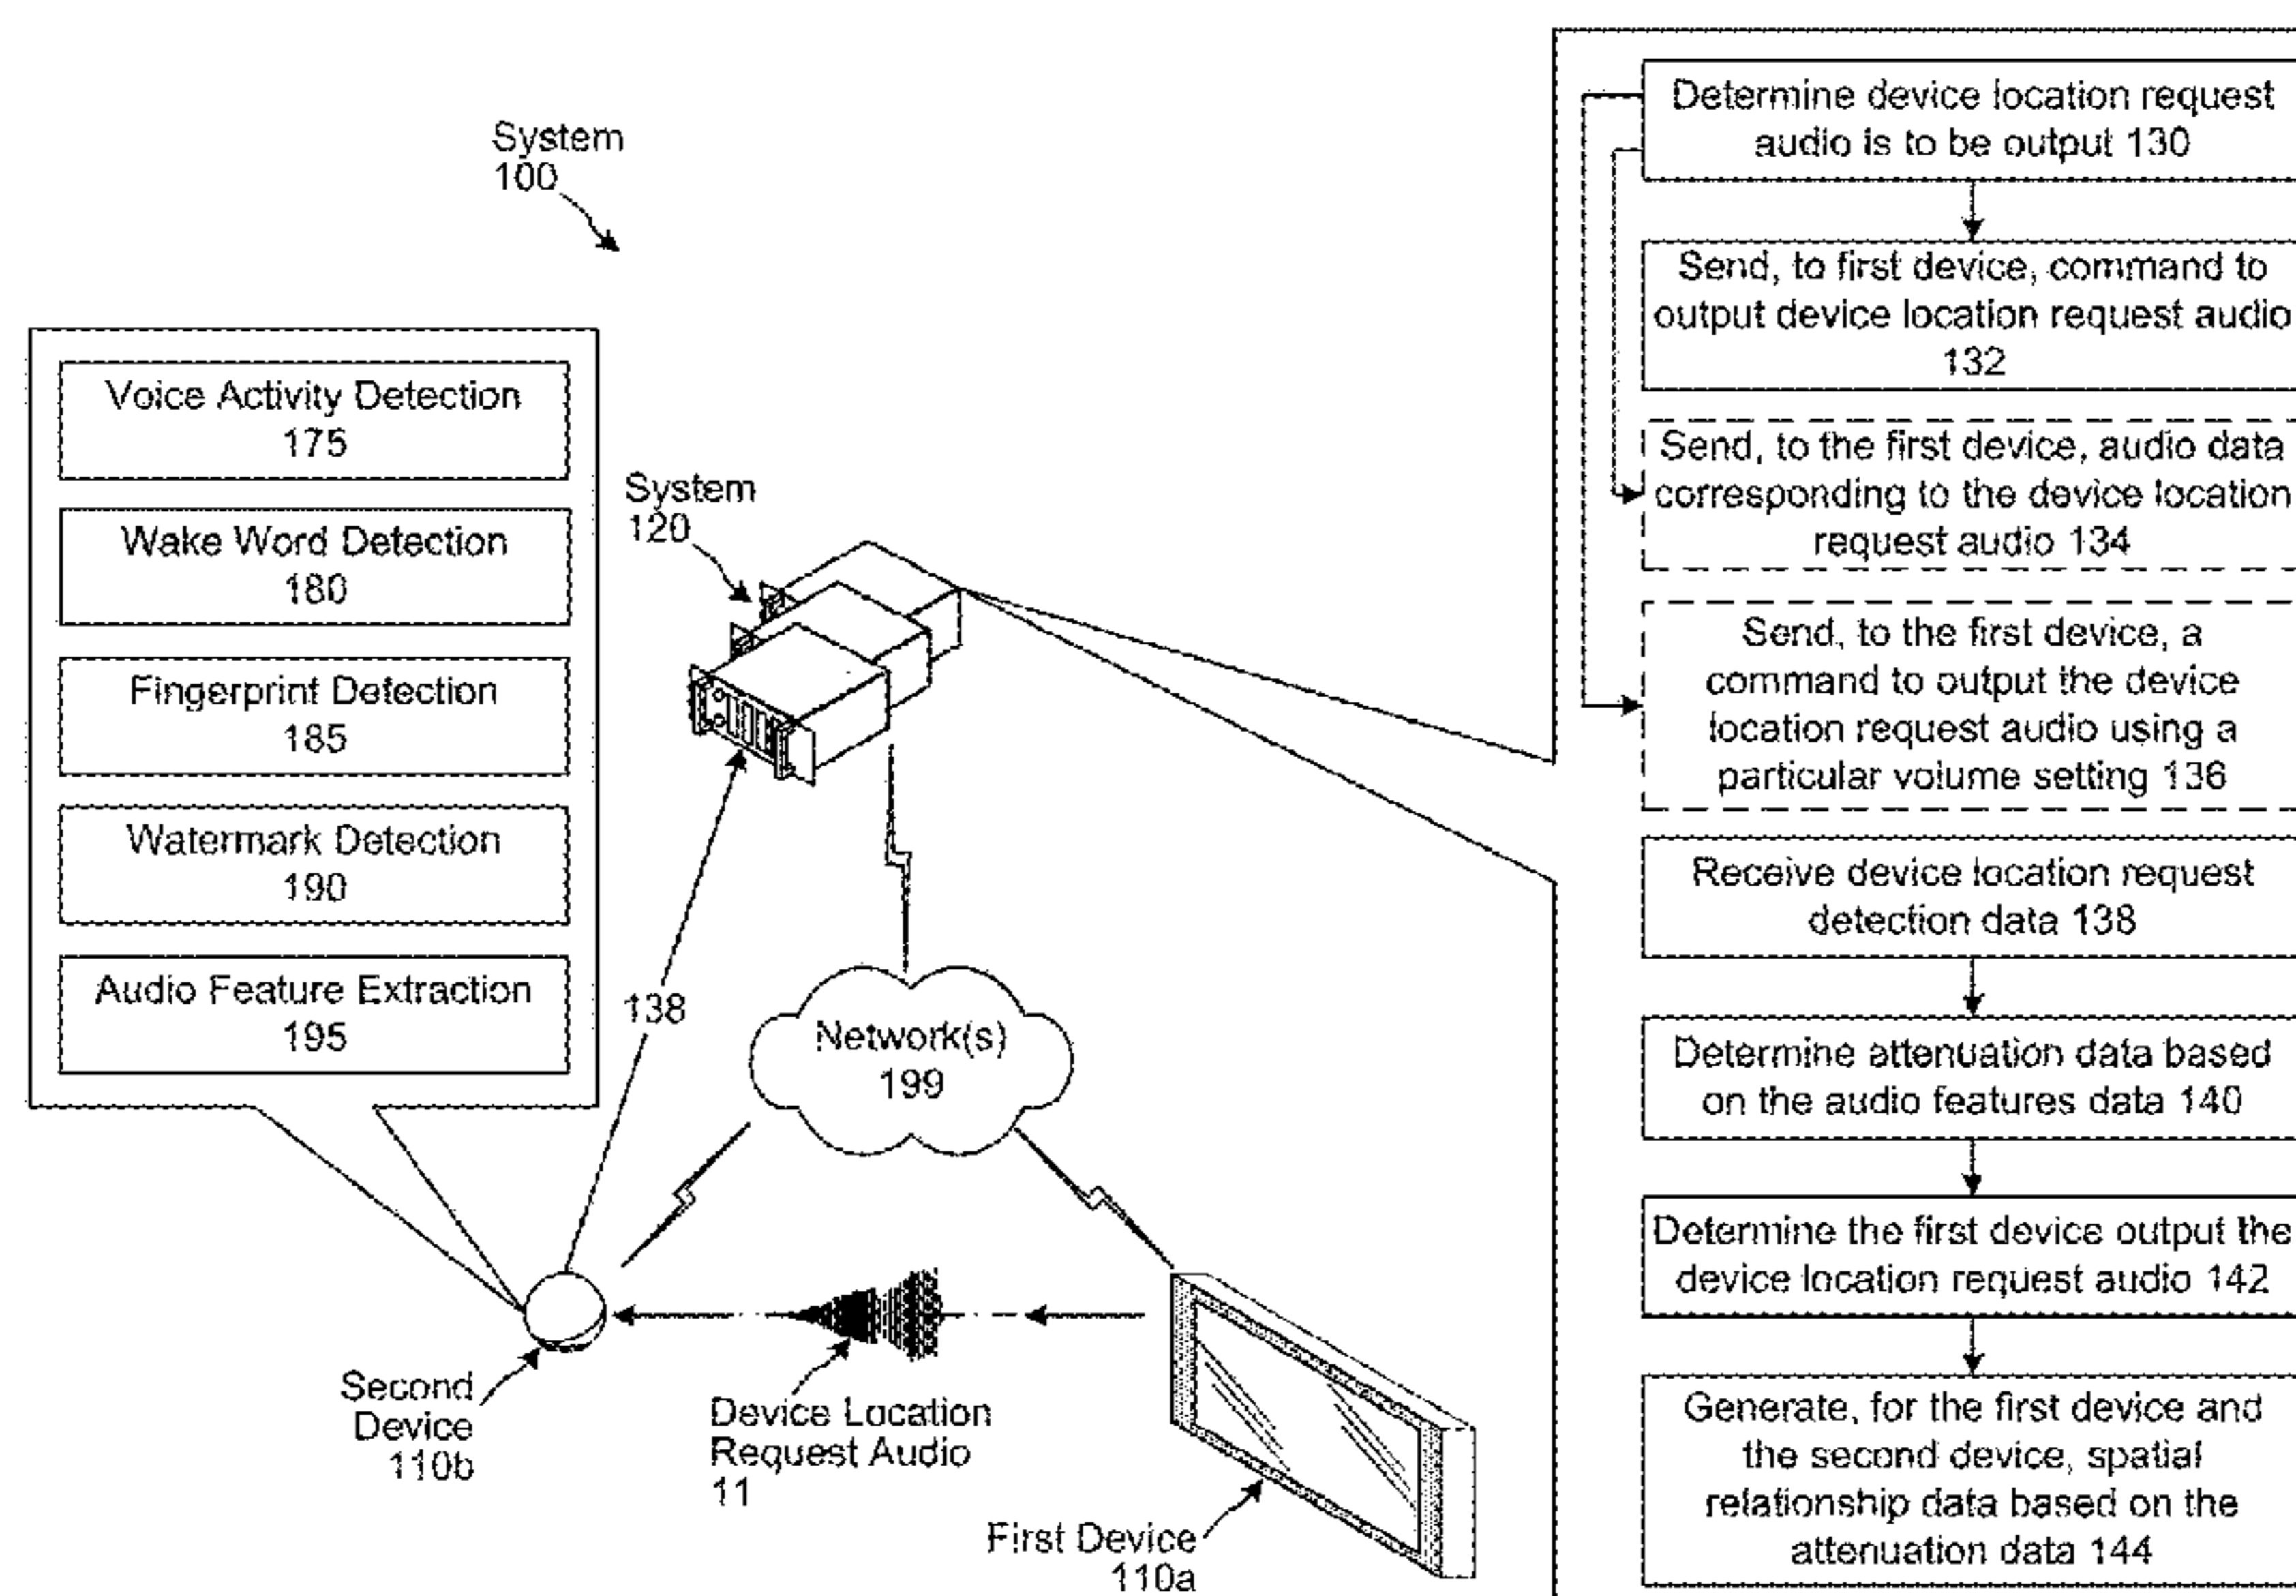 System
100
Voice Activity Detection
175
Wake Word Detection
180
Fingerprint Detection
185
Watermark Detection
190
Audio Feature Extraction
195
System
120
138
Network(s)
199
Second
Device
110b
Device Location
Request Audio
11
First Device
110a
Determine device location request
audio is to be output 130
Send, to first device, command to
output device location request audio
132
Send, to the first device, audio data
corresponding to the device location
request audio 134
Send, to the first device, a
command to output the device
location request audio using a
particular volume setting 136
Receive device location request
detection data 138
Determine attenuation data based
on the audio features data 140
Determine the first device output the
device location request audio 142
Generate, for the first device and
the second device, spatial
relationship data based on the
attenuation data 144